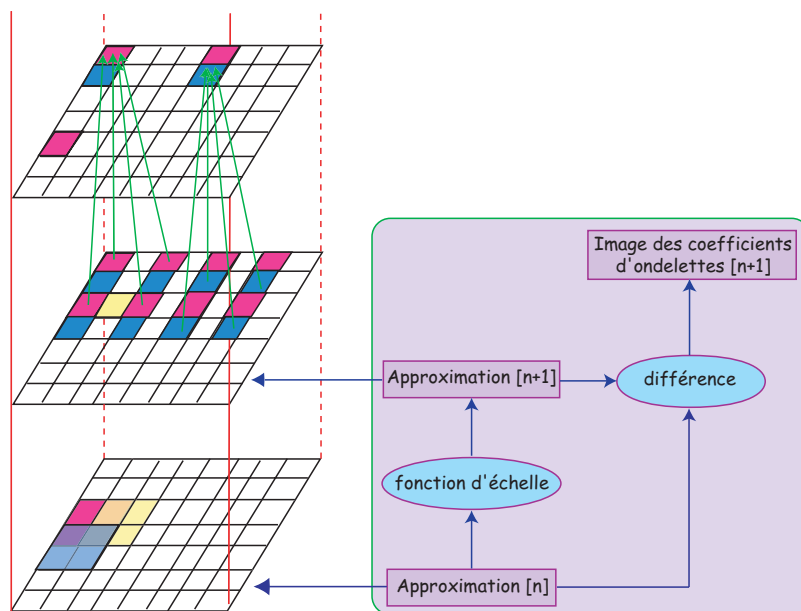 Image des coefficients
d'ondelettes [n+1]
différence
Approximation [n+1]
fonction d'échelle
Approximation [n]